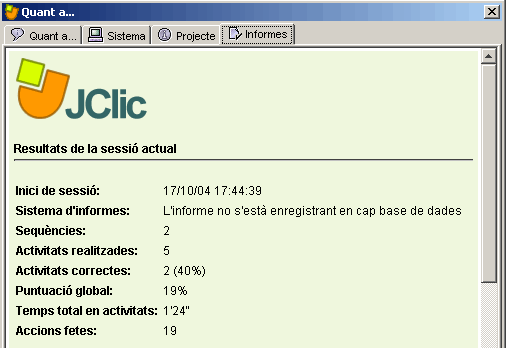 Quant a...
Quant a... Sistema Projecte Informes
JClic
Resultats de la sessió actual
Inici de sessió: 17/10/04 17:44:39
Sistema d'informes: L'informe no s'està enregistrant en cap base de dades
Seqüències: 2
Activitats realitzades: 5
Activitats correctes: 2 (40%)
Puntuació global: 19%
Temps total en activitats: 1'24"
Accions fetes: 19